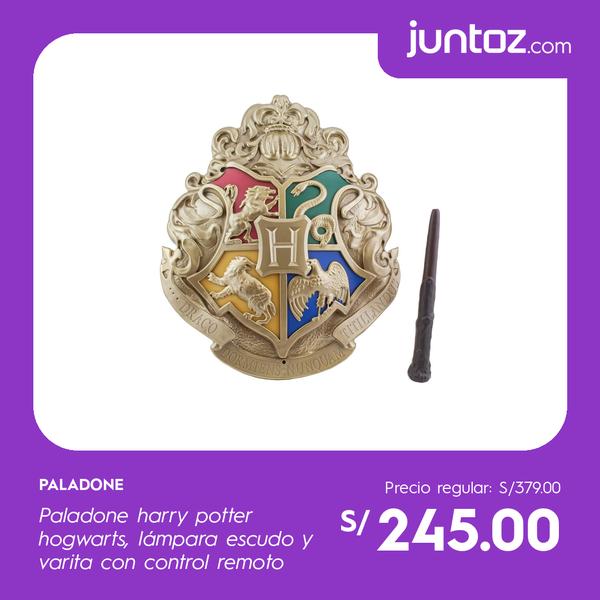 juntoz.com
H
DRACO
DORMIENS NUNQUAM
TITILLANDUS
PALADONE
Paladone harry potter
hogwarts, lámpara escudo y
varita con control remoto
Precio regular: S/379.00
S/ 245.00